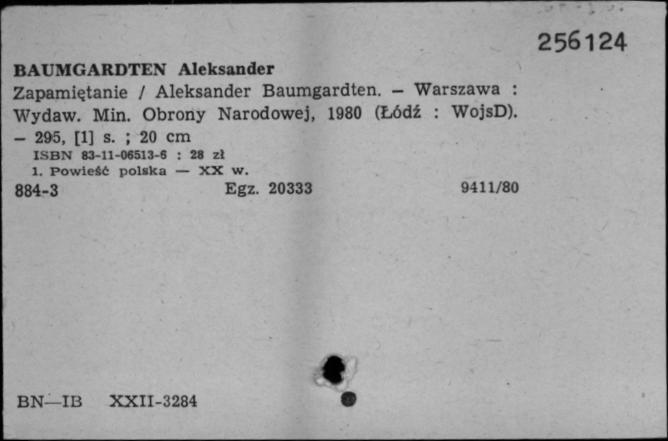 256124
BAUMGARDTEN Aleksander
Zapamiętanie / Aleksander Baumgardten. — Warszawa :
Wydaw. Min. Obrony Narodowej, 1980 (Łódź : WojsD).
— 295, [1] s. ; 20 cm
ISBN 83-11-06513-6 : 28 zł
1. Powieść polska — XX w.
884-3 Egz. 20333 9411/80
BN—IB XXII-3284